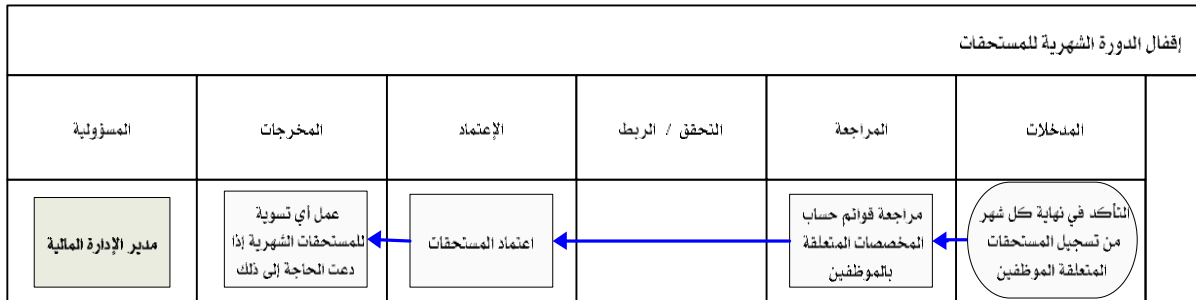 إقفال الدورة الشهرية للمستحقات
المدخلات
المراجعة
التحقق / الربط
الإعتماد
المخرجات
المسؤولية
التأكد في نهاية كل شهر
من تسجيل المستحقات
المتعلقة الموظفين
مراجعة قوائم حساب
المخصصات المتعلقة
بالموظفين
اعتماد المستحقات
عمل أي تسوية
للمستحقات الشهرية إذا
دعت الحاجة إلى ذلك
مدير الإدارة المالية